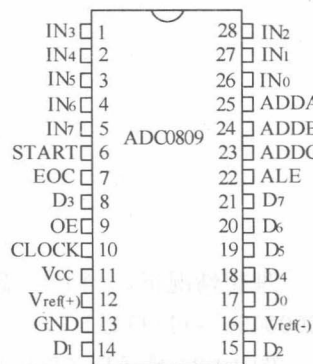 IN3 1 28 IN2
IN4 2 27 IN1
IN5 3 26 IN0
IN6 4 25 ADDA
IN7 5 24 ADDB
ADC0809
START 6 23 ADDC
EOC 7 22 ALE
D3 8 21 D7
OE 9 20 D6
CLOCK 10 19 D5
Vcc 11 18 D4
Vref(+) 12 17 D0
GND 13 16 Vref(-)
D1 14 15 D2